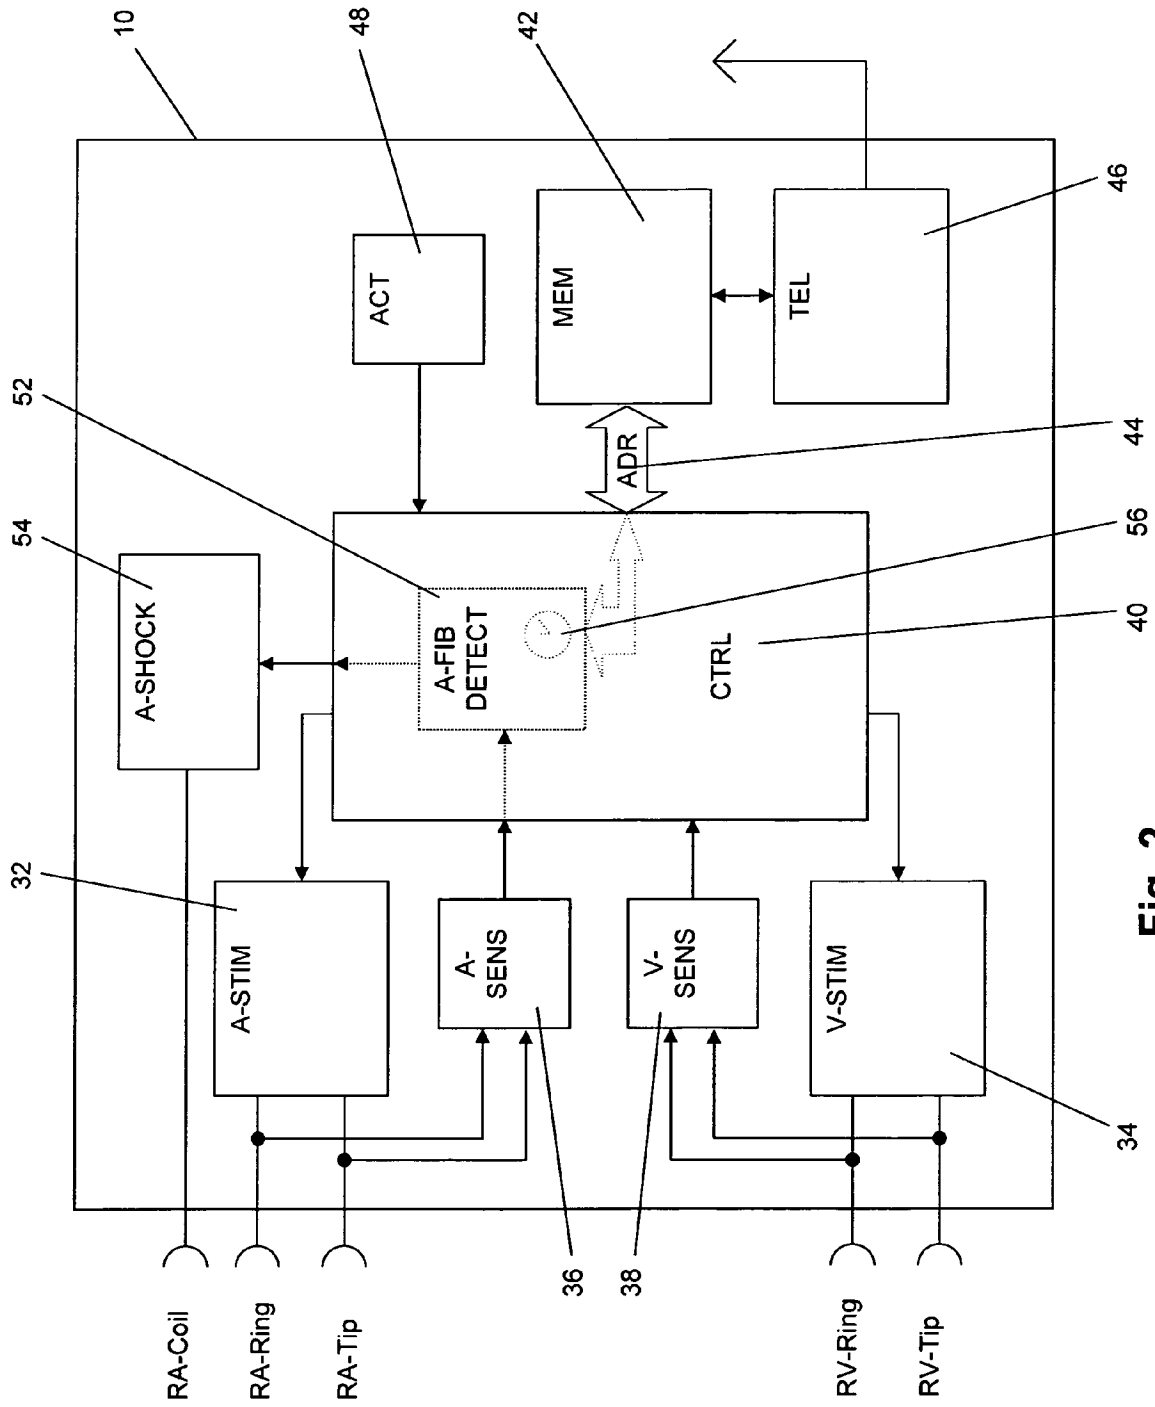 RA-Coil
RA-Ring
RA-Tip
RV-Ring
RV-Tip
32
54
52
48
10
A-STIM
A-SHOCK
A-FIB
DETECT
ACT
A-
SENS
V-
SENS
CTRL
ADR
MEM
V-STIM
TEL
36
38
34
40
56
44
46
42
Fig.